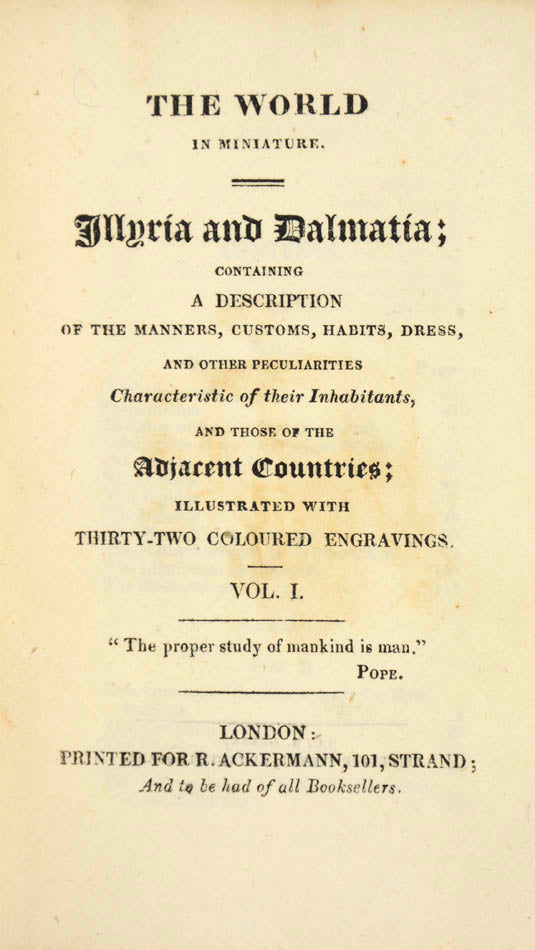 THE WORLD
IN MINIATURE.
Illyria and Dalmatia;
CONTAINING
A DESCRIPTION
OF THE MANNERS, CUSTOMS, HABITS, DRESS,
AND OTHER PECULIARITIES
Characteristic of their Inhabitants,
AND THOSE OF THE
Adjacent Countries;
ILLUSTRATED WITH
THIRTY-TWO COLOURED ENGRAVINGS.
VOL. I.
“The proper study of mankind is man.”
POPE.
LONDON:
PRINTED FOR R. ACKERMANN, 101, STRAND;
And to be had of all Booksellers.